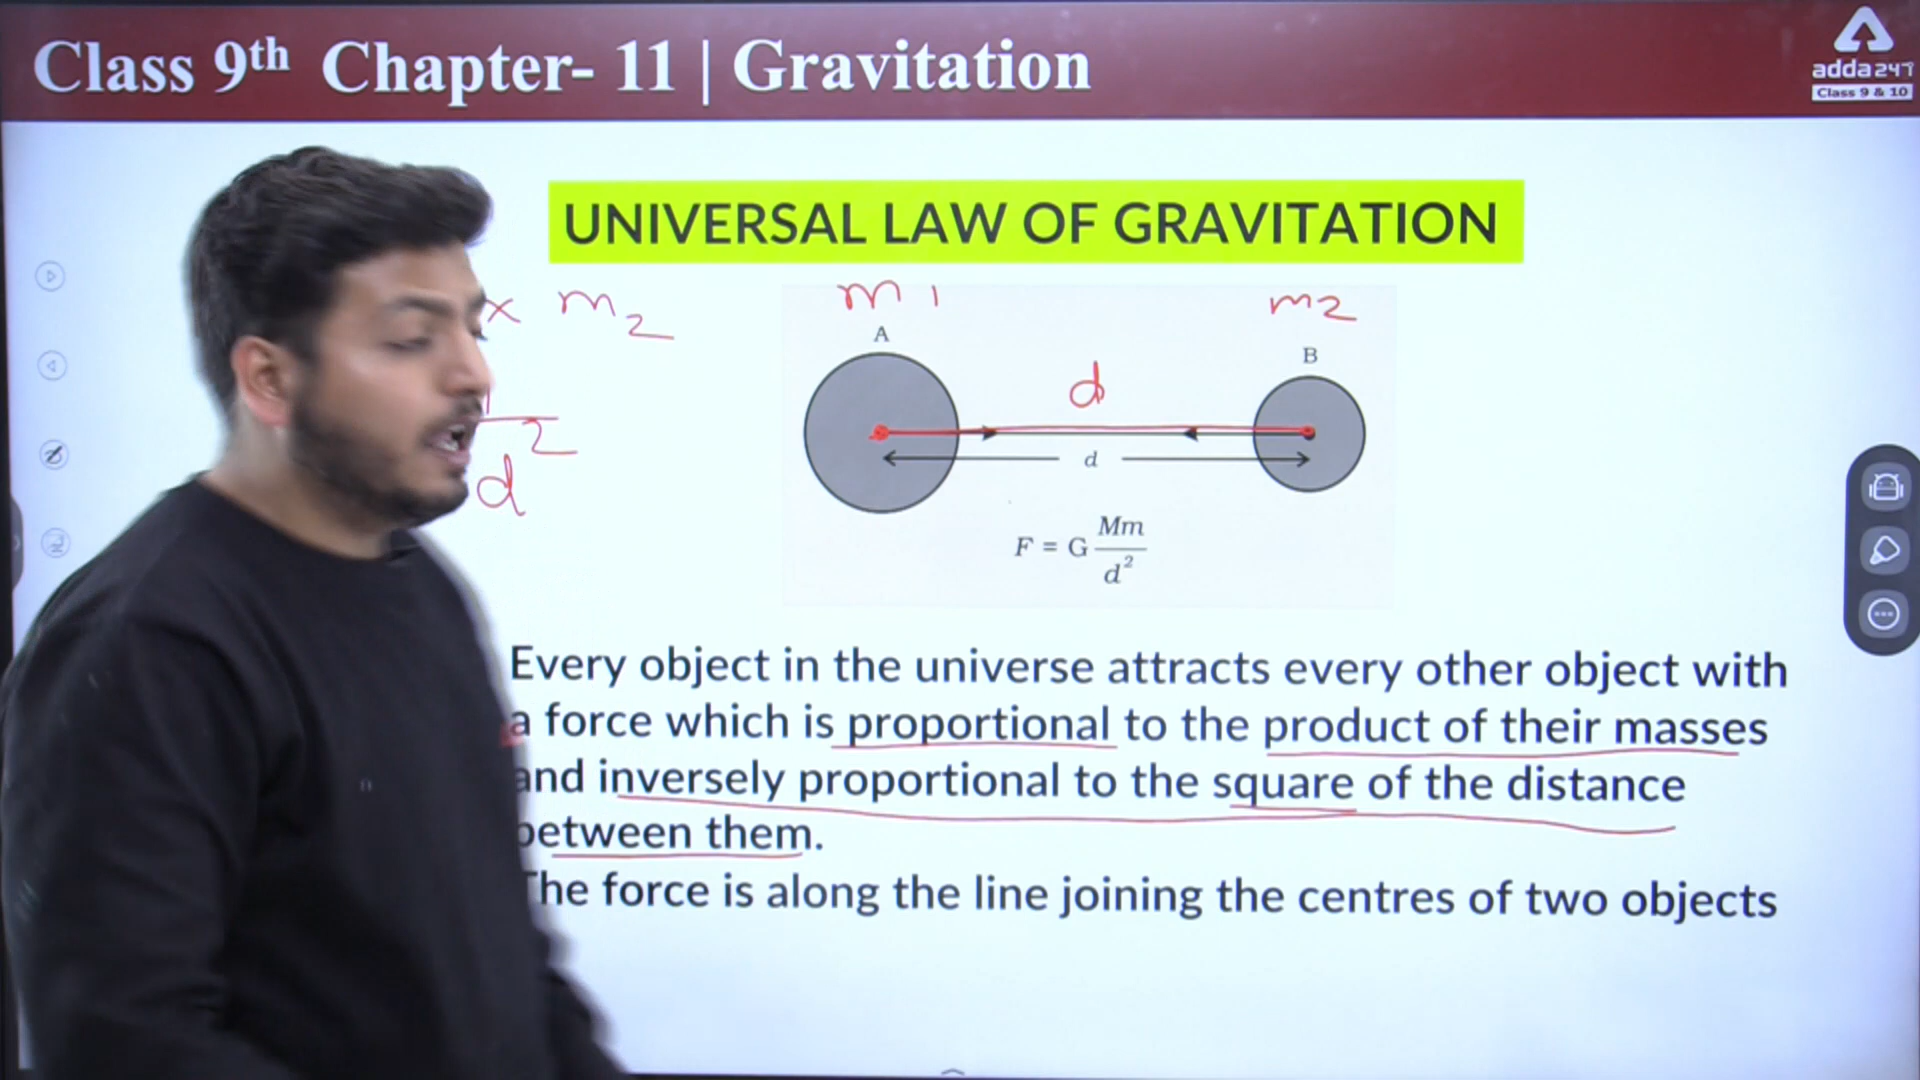 Class 9th Chapter- 11 | Gravitation
adda247
Class 9 & 10
UNIVERSAL LAW OF GRAVITATION
x m2
m1
m2
A
B
d
1
d2
d
F = G Mm
d2
Every object in the universe attracts every other object with
a force which is proportional to the product of their masses
and inversely proportional to the square of the distance
between them.
The force is along the line joining the centres of two objects